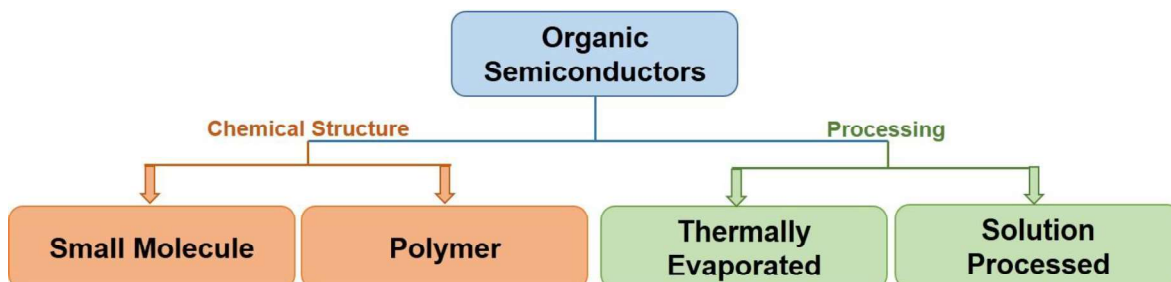 Organic
Semiconductors
Chemical Structure
Processing
Small Molecule
Polymer
Thermally
Evaporated
Solution
Processed